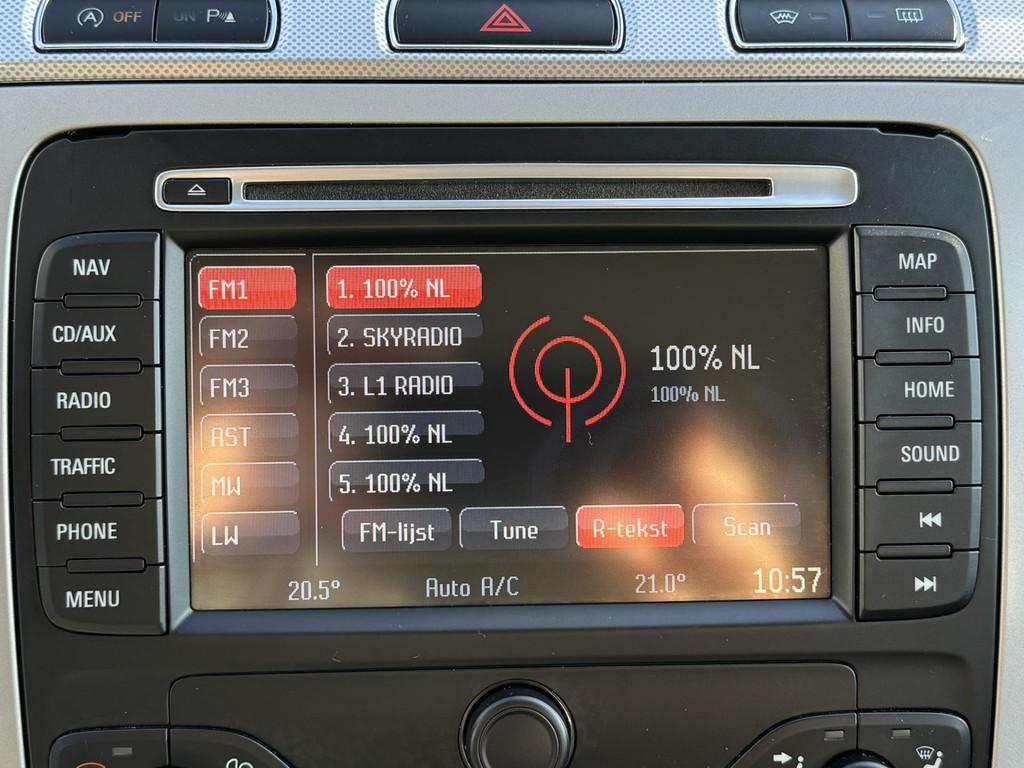 OFF
P
NAV
CD/AUX
RADIO
TRAFFIC
PHONE
MENU
FM1
FM2
FM3
AST
MW
LW
1. 100% NL
2. SKYRADIO
3. L1 RADIO
4. 100% NL
5. 100% NL
100% NL
100% NL
FM-lijst
Tune
R-tekst
Scan
20.5°
Auto A/C
21.0°
10:57
MAP
INFO
HOME
SOUND